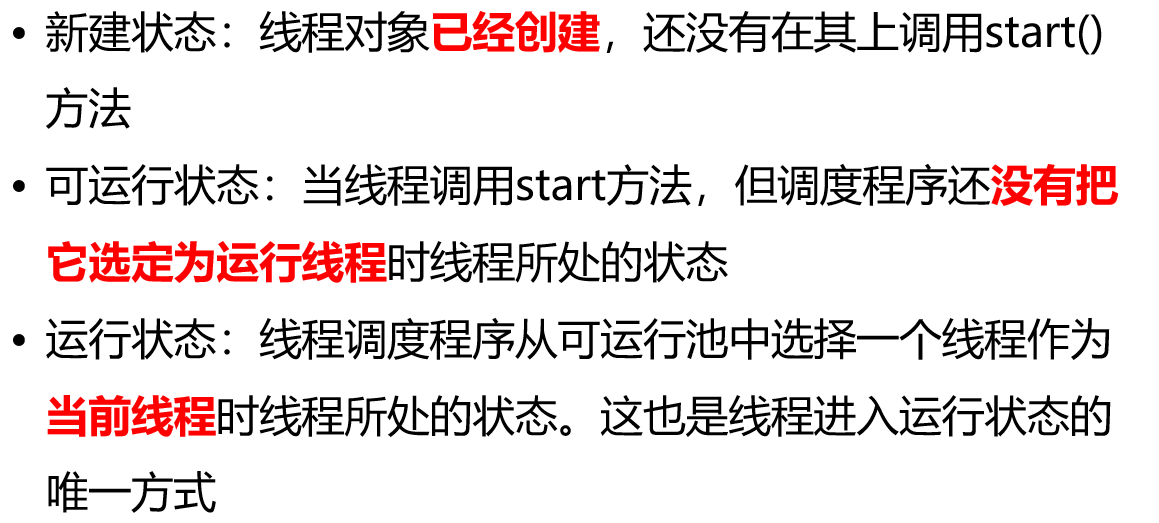 • 新建状态：线程对象已经创建，还没有在其上调用start()
方法
• 可运行状态：当线程调用start方法，但调度程序还没有把
它选定为运行线程时线程所处的状态
• 运行状态：线程调度程序从可运行池中选择一个线程作为
当前线程时线程所处的状态。这也是线程进入运行状态的
唯一方式